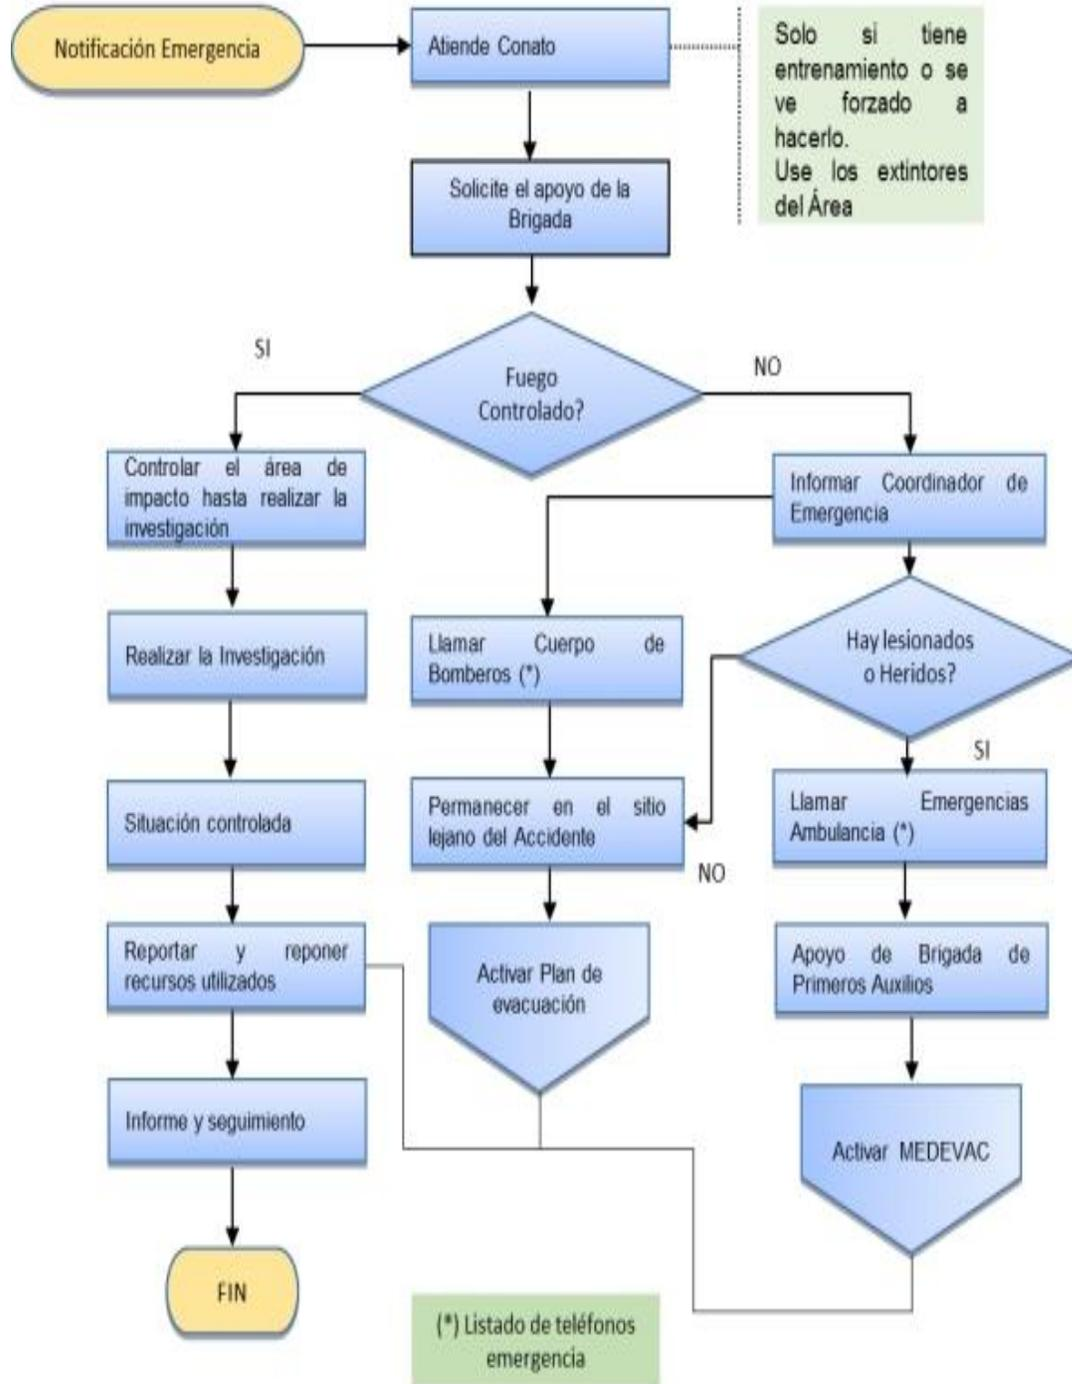 Notificación Emergencia
Atiende Conato
Solo si tiene
entrenamiento o se
ve forzado a
hacerlo.
Use los extintores
del Área
Solicite el apoyo de la
Brigada
Fuego
Controlado?
SI
NO
Controlar el área de
impacto hasta realizar la
investigación
Informar Coordinador de
Emergencia
Realizar la Investigación
Llamar Cuerpo de
Bomberos (*)
Hay lesionados
o Heridos?
SI
NO
Situación controlada
Permanecer en el sitio
lejano del Accidente
Llamar Emergencias
Ambulancia (*)
Reportar y reponer
recursos utilizados
Activar Plan de
evacuación
Apoyo de Brigada de
Primeros Auxilios
Informe y seguimiento
Activar MEDEVAC
FIN
(*) Listado de teléfonos
emergencia